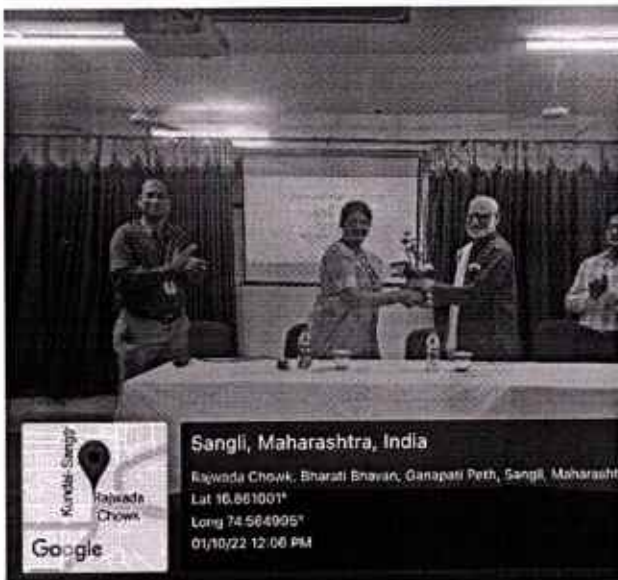 Kundal-Sangli
Rajwada
Chowk
Google
Sangli, Maharashtra, India
Rajwada Chowk, Bharati Bhavan, Ganapati Peth, Sangli, Maharasht
Lat 16.861001°
Long 74.564995°
01/10/22 12:06 PM